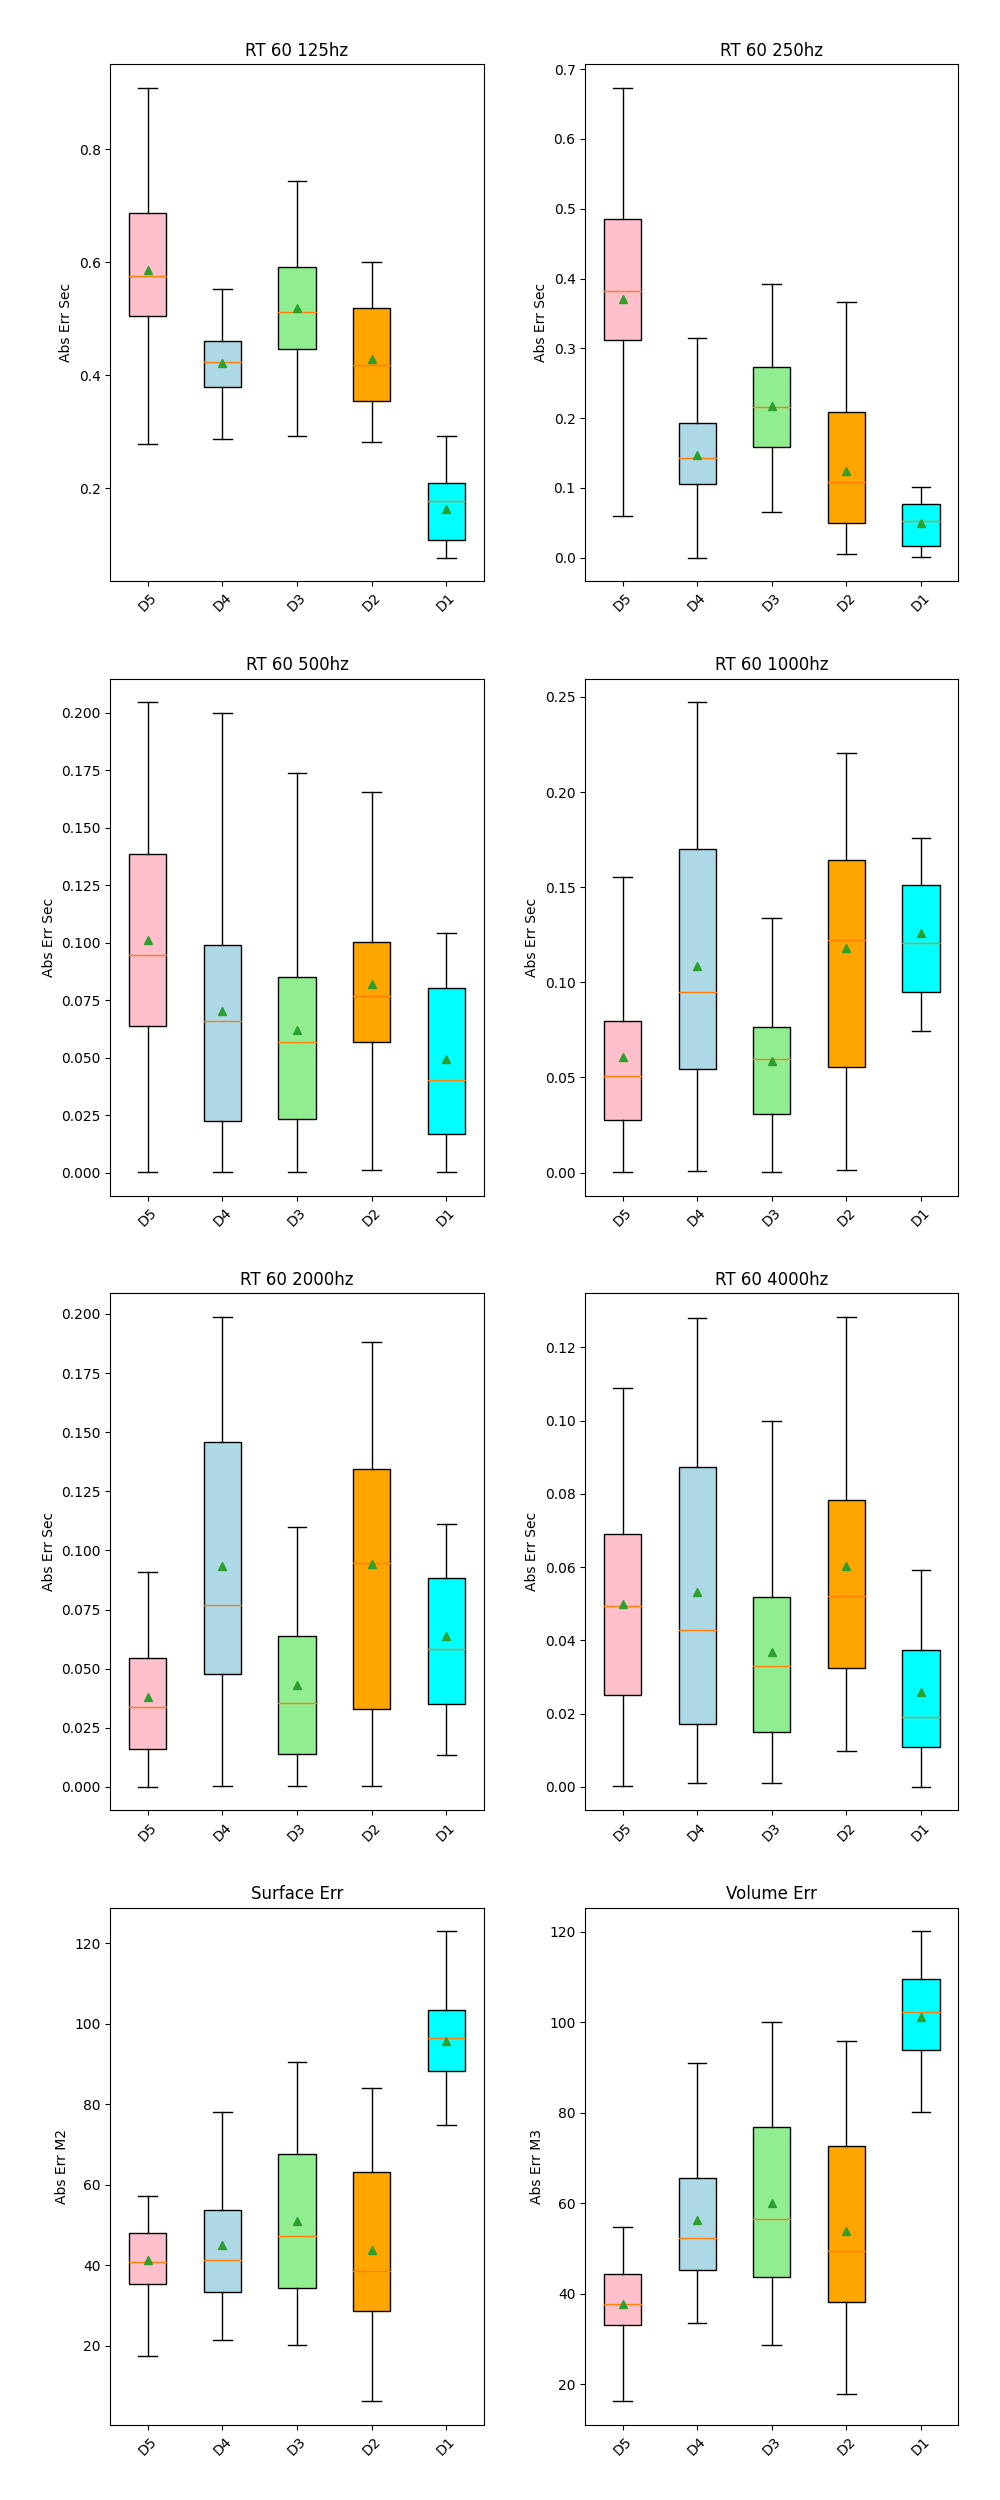 RT 60 125hz
Abs Err Sec
0.8
0.6
0.4
0.2
D5 D4 D3 D2 D1
RT 60 250hz
Abs Err Sec
0.7
0.6
0.5
0.4
0.3
0.2
0.1
0.0
D5 D4 D3 D2 D1
RT 60 500hz
Abs Err Sec
0.200
0.175
0.150
0.125
0.100
0.075
0.050
0.025
0.000
D5 D4 D3 D2 D1
RT 60 1000hz
Abs Err Sec
0.25
0.20
0.15
0.10
0.05
0.00
D5 D4 D3 D2 D1
RT 60 2000hz
Abs Err Sec
0.200
0.175
0.150
0.125
0.100
0.075
0.050
0.025
0.000
D5 D4 D3 D2 D1
RT 60 4000hz
Abs Err Sec
0.12
0.10
0.08
0.06
0.04
0.02
0.00
D5 D4 D3 D2 D1
Surface Err
Abs Err M2
120
100
80
60
40
20
D5 D4 D3 D2 D1
Volume Err
Abs Err M3
120
100
80
60
40
20
D5 D4 D3 D2 D1